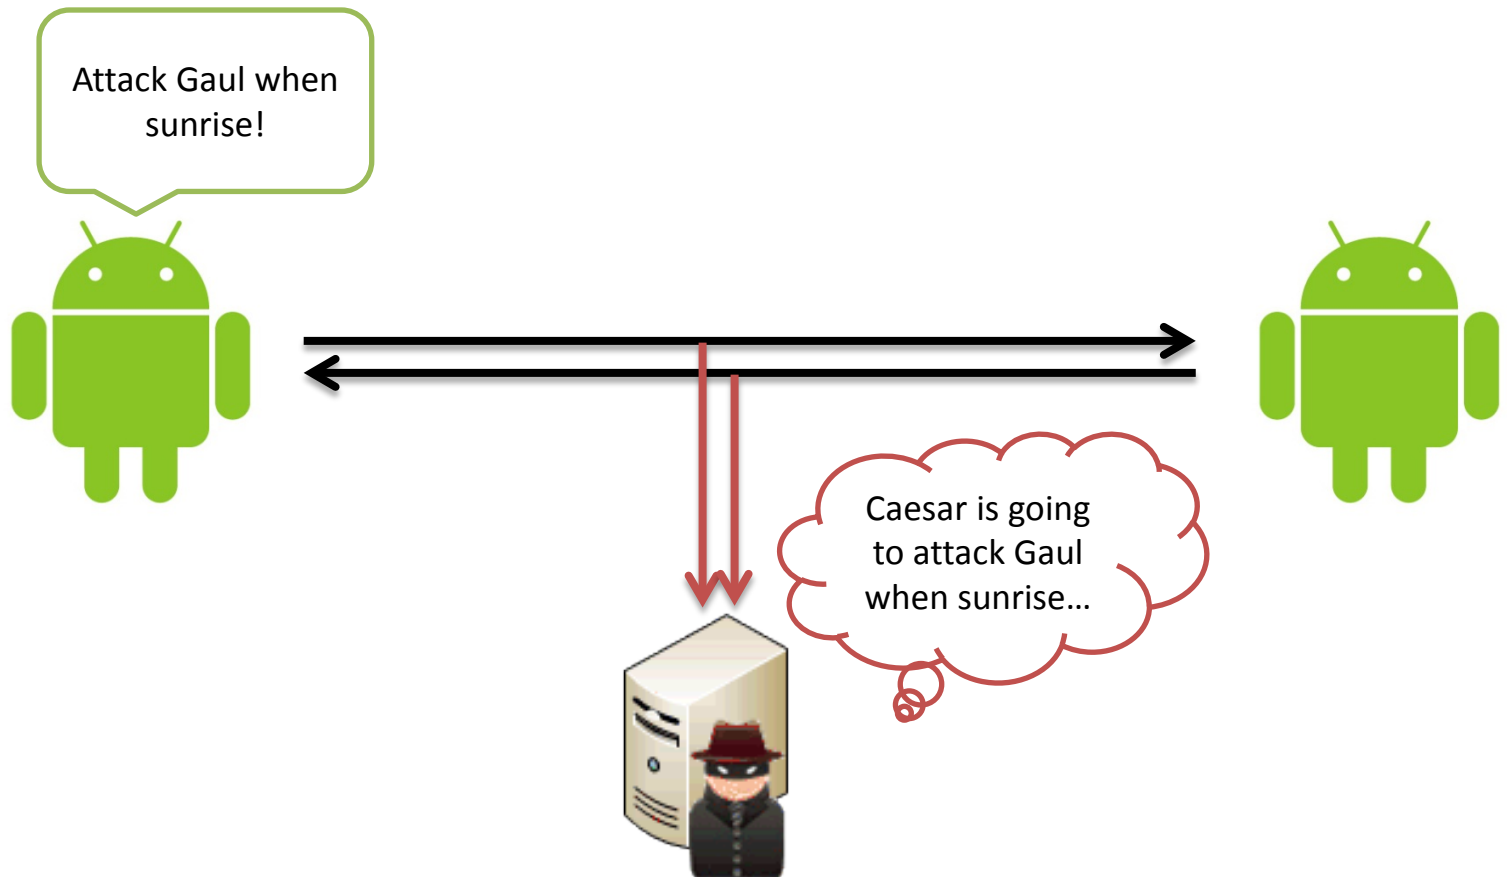 Attack Gaul when
sunrise!
Caesar is going
to attack Gaul
when sunrise...